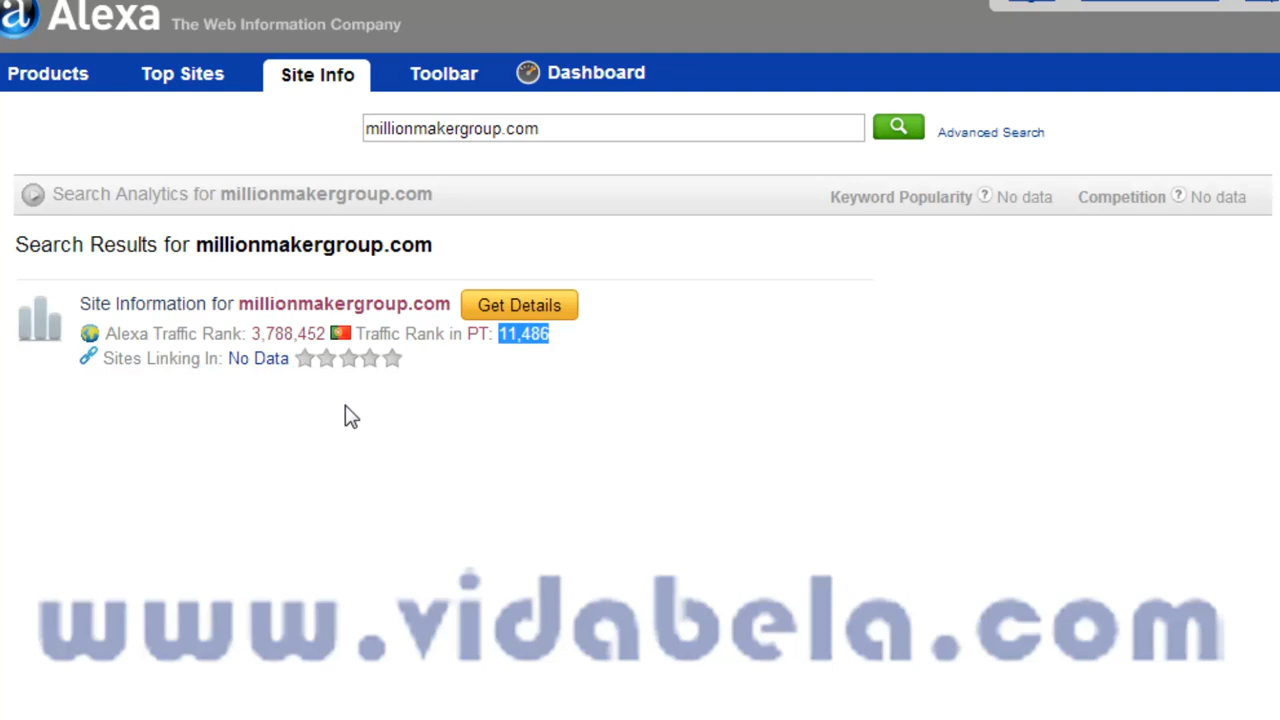 Alexa The Web Information Company
Products Top Sites Site Info Toolbar Dashboard
millionmakergroup.com Advanced Search
Search Analytics for millionmakergroup.com Keyword Popularity ? No data Competition ? No data
Search Results for millionmakergroup.com
Site Information for millionmakergroup.com Get Details
Alexa Traffic Rank: 3,788,452 Traffic Rank in PT: 11,486
Sites Linking In: No Data
www.vidabela.com